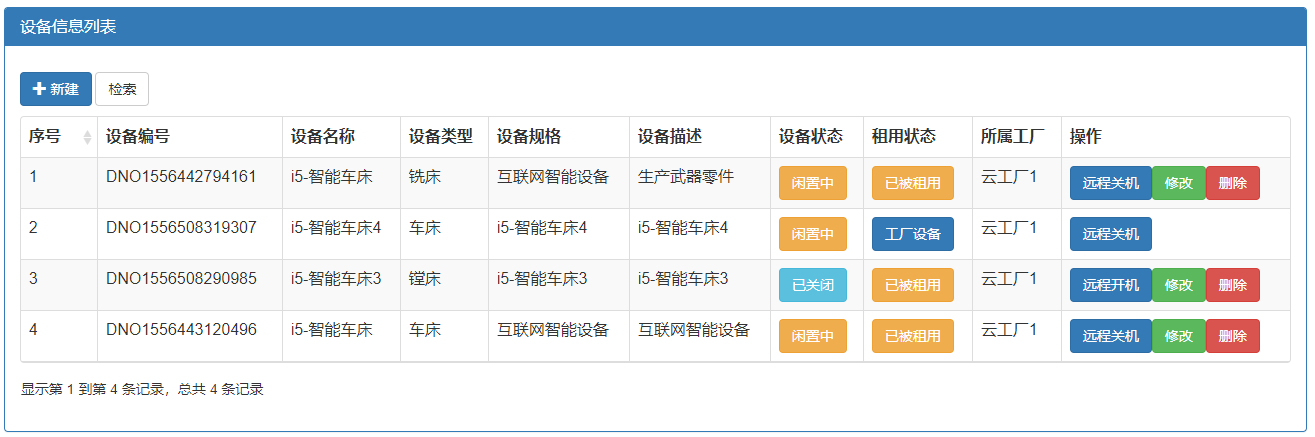 设备信息列表
新建 检索
序号 设备编号 设备名称 设备类型 设备规格 设备描述 设备状态 租用状态 所属工厂 操作
1 DNO1556442794161 i5-智能车床 铣床 互联网智能设备 生产武器零件 闲置中 已被租用 云工厂1 远程关机 修改 删除
2 DNO1556508319307 i5-智能车床4 车床 i5-智能车床4 i5-智能车床4 闲置中 工厂设备 云工厂1 远程关机
3 DNO1556508290985 i5-智能车床3 镗床 i5-智能车床3 i5-智能车床3 已关闭 已被租用 云工厂1 远程开机 修改 删除
4 DNO1556443120496 i5-智能车床 车床 互联网智能设备 互联网智能设备 闲置中 已被租用 云工厂1 远程关机 修改 删除
显示第 1 到第 4 条记录，总共 4 条记录